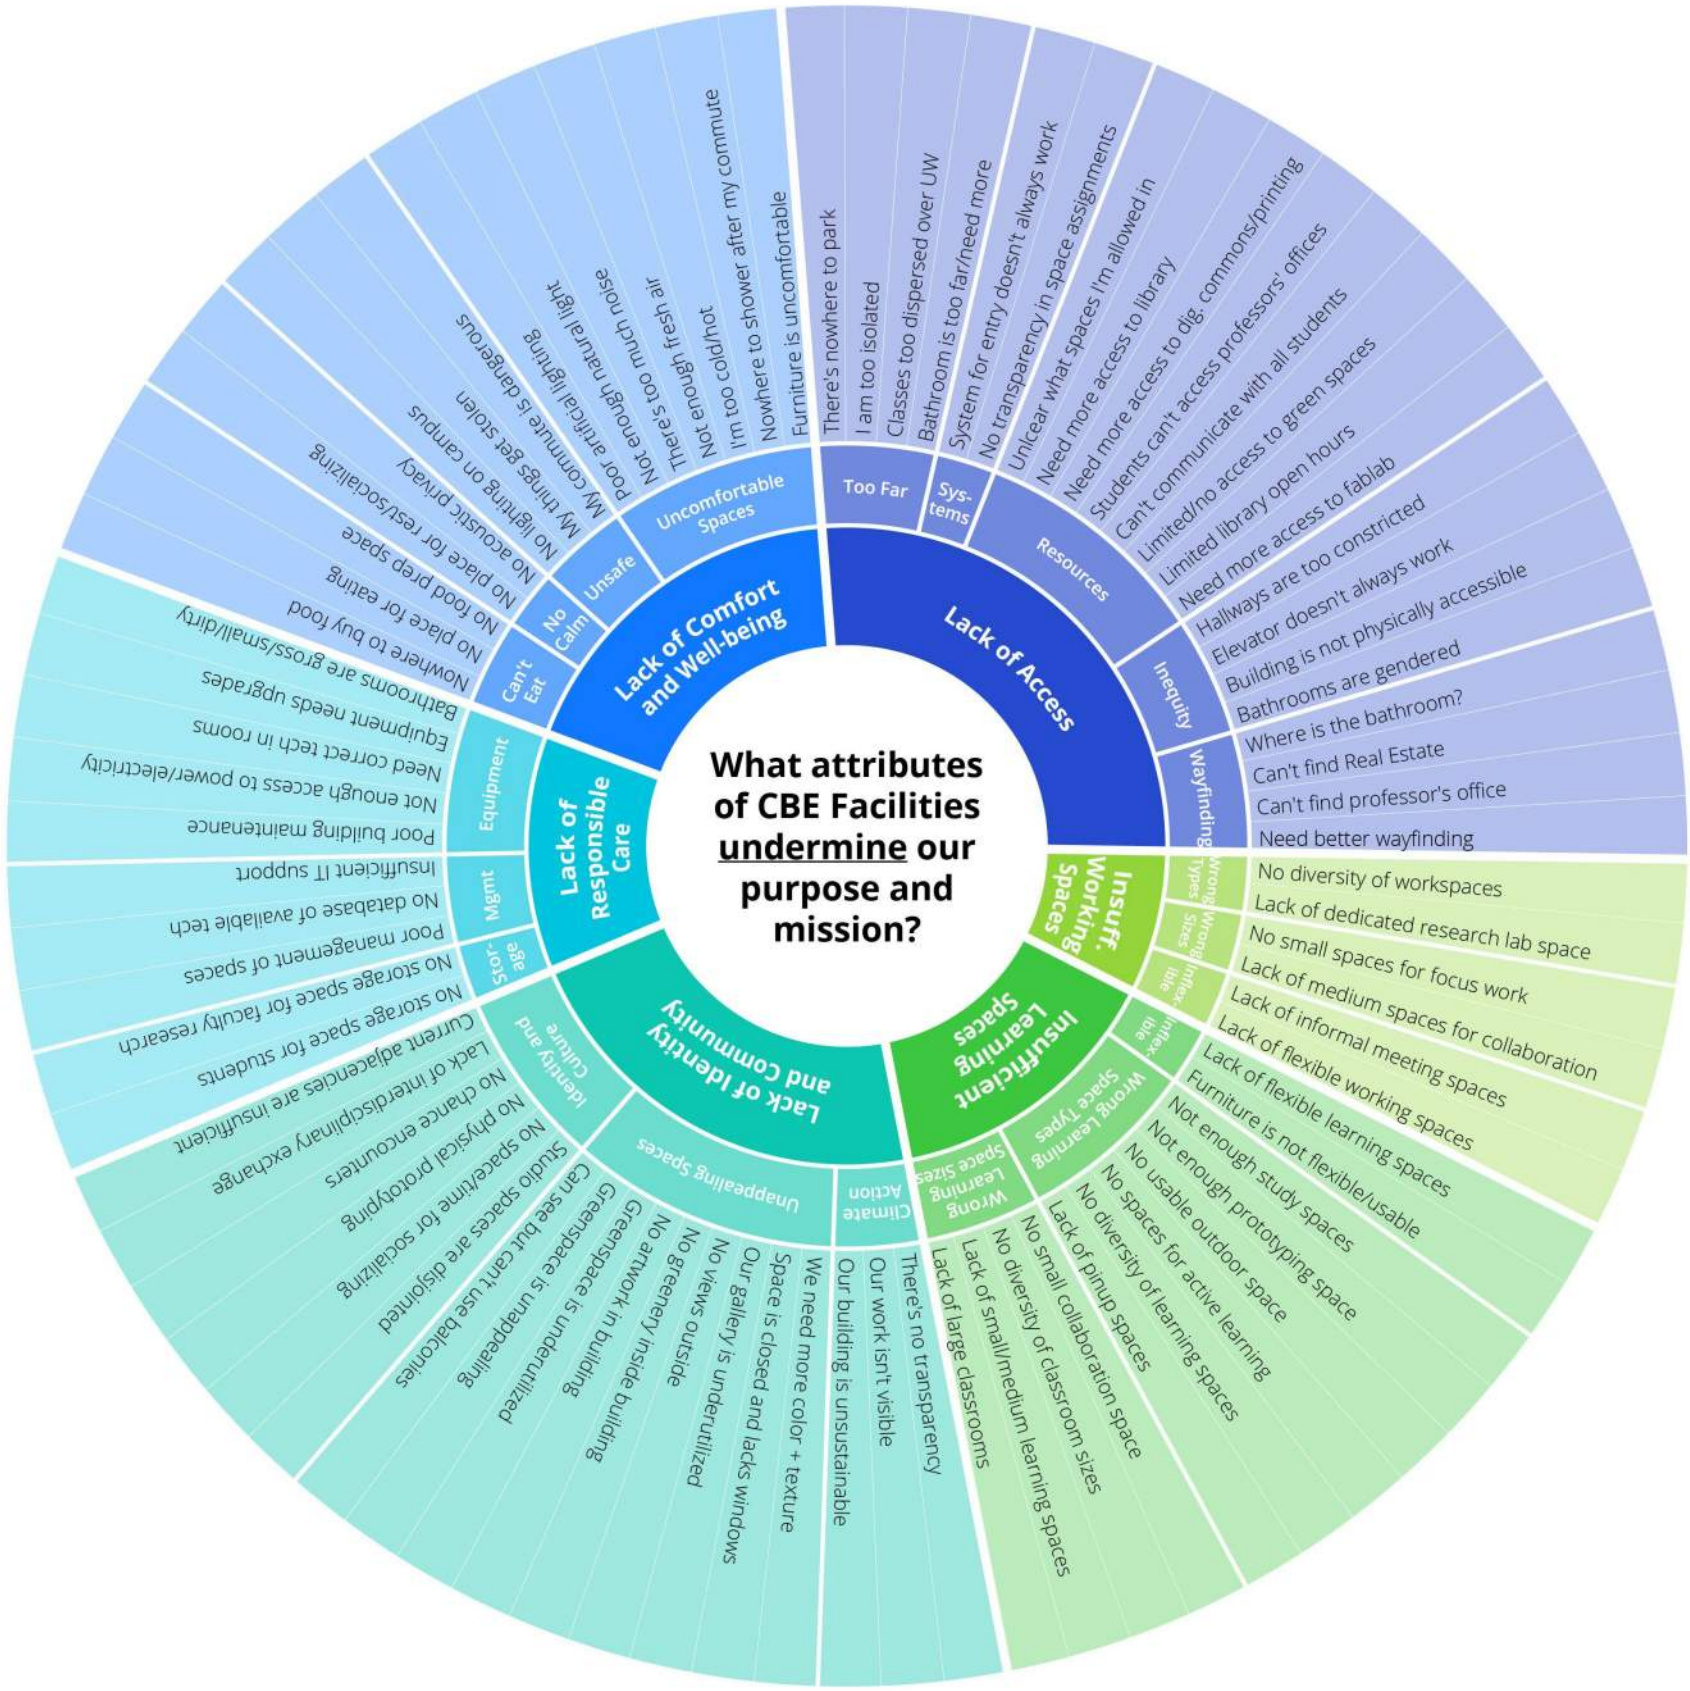 What attributes
of CBE Facilities
undermine our
purpose and
mission?
Lack of Access
Too Far
There's nowhere to park
I am too isolated
Classes too dispersed over UW
Bathroom is too far/need more
Sys-
tems
System for entry doesn't always work
No transparency in space assignments
Resources
Unlcear what spaces I'm allowed in
Need more access to library
Need more access to dig. commons/printing
Students can't access professors' offices
Can't communicate with all students
Limited/no access to green spaces
Limited library open hours
Need more access to fablab
Inequity
Hallways are too constricted
Elevator doesn't always work
Building is not physically accessible
Bathrooms are gendered
Wayfinding
Where is the bathroom?
Can't find Real Estate
Can't find professor's office
Need better wayfinding
Insuff.
Working
Spaces
Wrong
Types
No diversity of workspaces
Lack of dedicated research lab space
Wrong
Sizes
No small spaces for focus work
Lack of medium spaces for collaboration
Inflex-
ible
Lack of informal meeting spaces
Lack of flexible working spaces
Insufficient
Learning
Spaces
Inflex-
ible
Lack of flexible learning spaces
Furniture is not flexible/usable
Wrong Learning
Space Types
Not enough study spaces
Not enough prototyping space
No usable outdoor space
No spaces for active learning
No diversity of learning spaces
Lack of pinup spaces
Wrong
Learning
Space Sizes
No small collaboration space
No diversity of classroom sizes
Lack of small/medium learning spaces
Lack of large classrooms
Lack of Identity
and Community
Climate
Action
There's no transparency
Our work isn't visible
Our building is unsustainable
Unappealing Spaces
We need more color + texture
Space is closed and lacks windows
Our gallery is underutilized
No views outside
No greenery inside building
No artwork in building
Greenspace is underutilized
Greenspace is unappealing
Can see but can't use balconies
Identity and
Culture
Studio spaces are disjointed
No space/time for socializing
No physical prototyping
No chance encounters
Lack of interdisciplinary exchange
Current adjacencies are insufficient
Lack of
Responsible
Care
Stor-
age
No storage space for students
No storage space for faculty research
Mgmt
Poor management of spaces
No database of available tech
Insufficient IT support
Equipment
Poor building maintenance
Not enough access to power/electricity
Need correct tech in rooms
Equipment needs upgrades
Bathrooms are gross/small/dirty
Lack of Comfort
and Well-being
Can't
Eat
Nowhere to buy food
No place for eating
No food prep space
No
Calm
No place for rest/socializing
No acoustic privacy
Unsafe
No lighting on campus
My things get stolen
My commute is dangerous
Uncomfortable
Spaces
Poor artificial lighting
Not enough natural light
There's too much noise
Not enough fresh air
I'm too cold/hot
Nowhere to shower after my commute
Furniture is uncomfortable